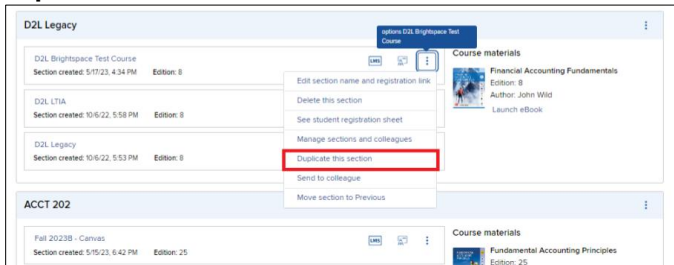 D2L Legacy
options D2L Brightspace Test
Course
D2L Brightspace Test Course
LMS
Section created: 5/17/23, 4:34 PM Edition: 8
Edit section name and registration link
Delete this section
See student registration sheet
Manage sections and colleagues
Duplicate this section
Send to colleague
Move section to Previous
D2L LTIA
Section created: 10/6/22, 5:58 PM Edition: 8
D2L Legacy
Section created: 10/6/22, 5:53 PM Edition: 8
Course materials
Financial Accounting Fundamentals
Edition: 8
Author: John Wild
Launch eBook
ACCT 202
Fall 2023B - Canvas
LMS
Section created: 5/15/23, 6:42 PM Edition: 25
Course materials
Fundamental Accounting Principles
Edition: 25